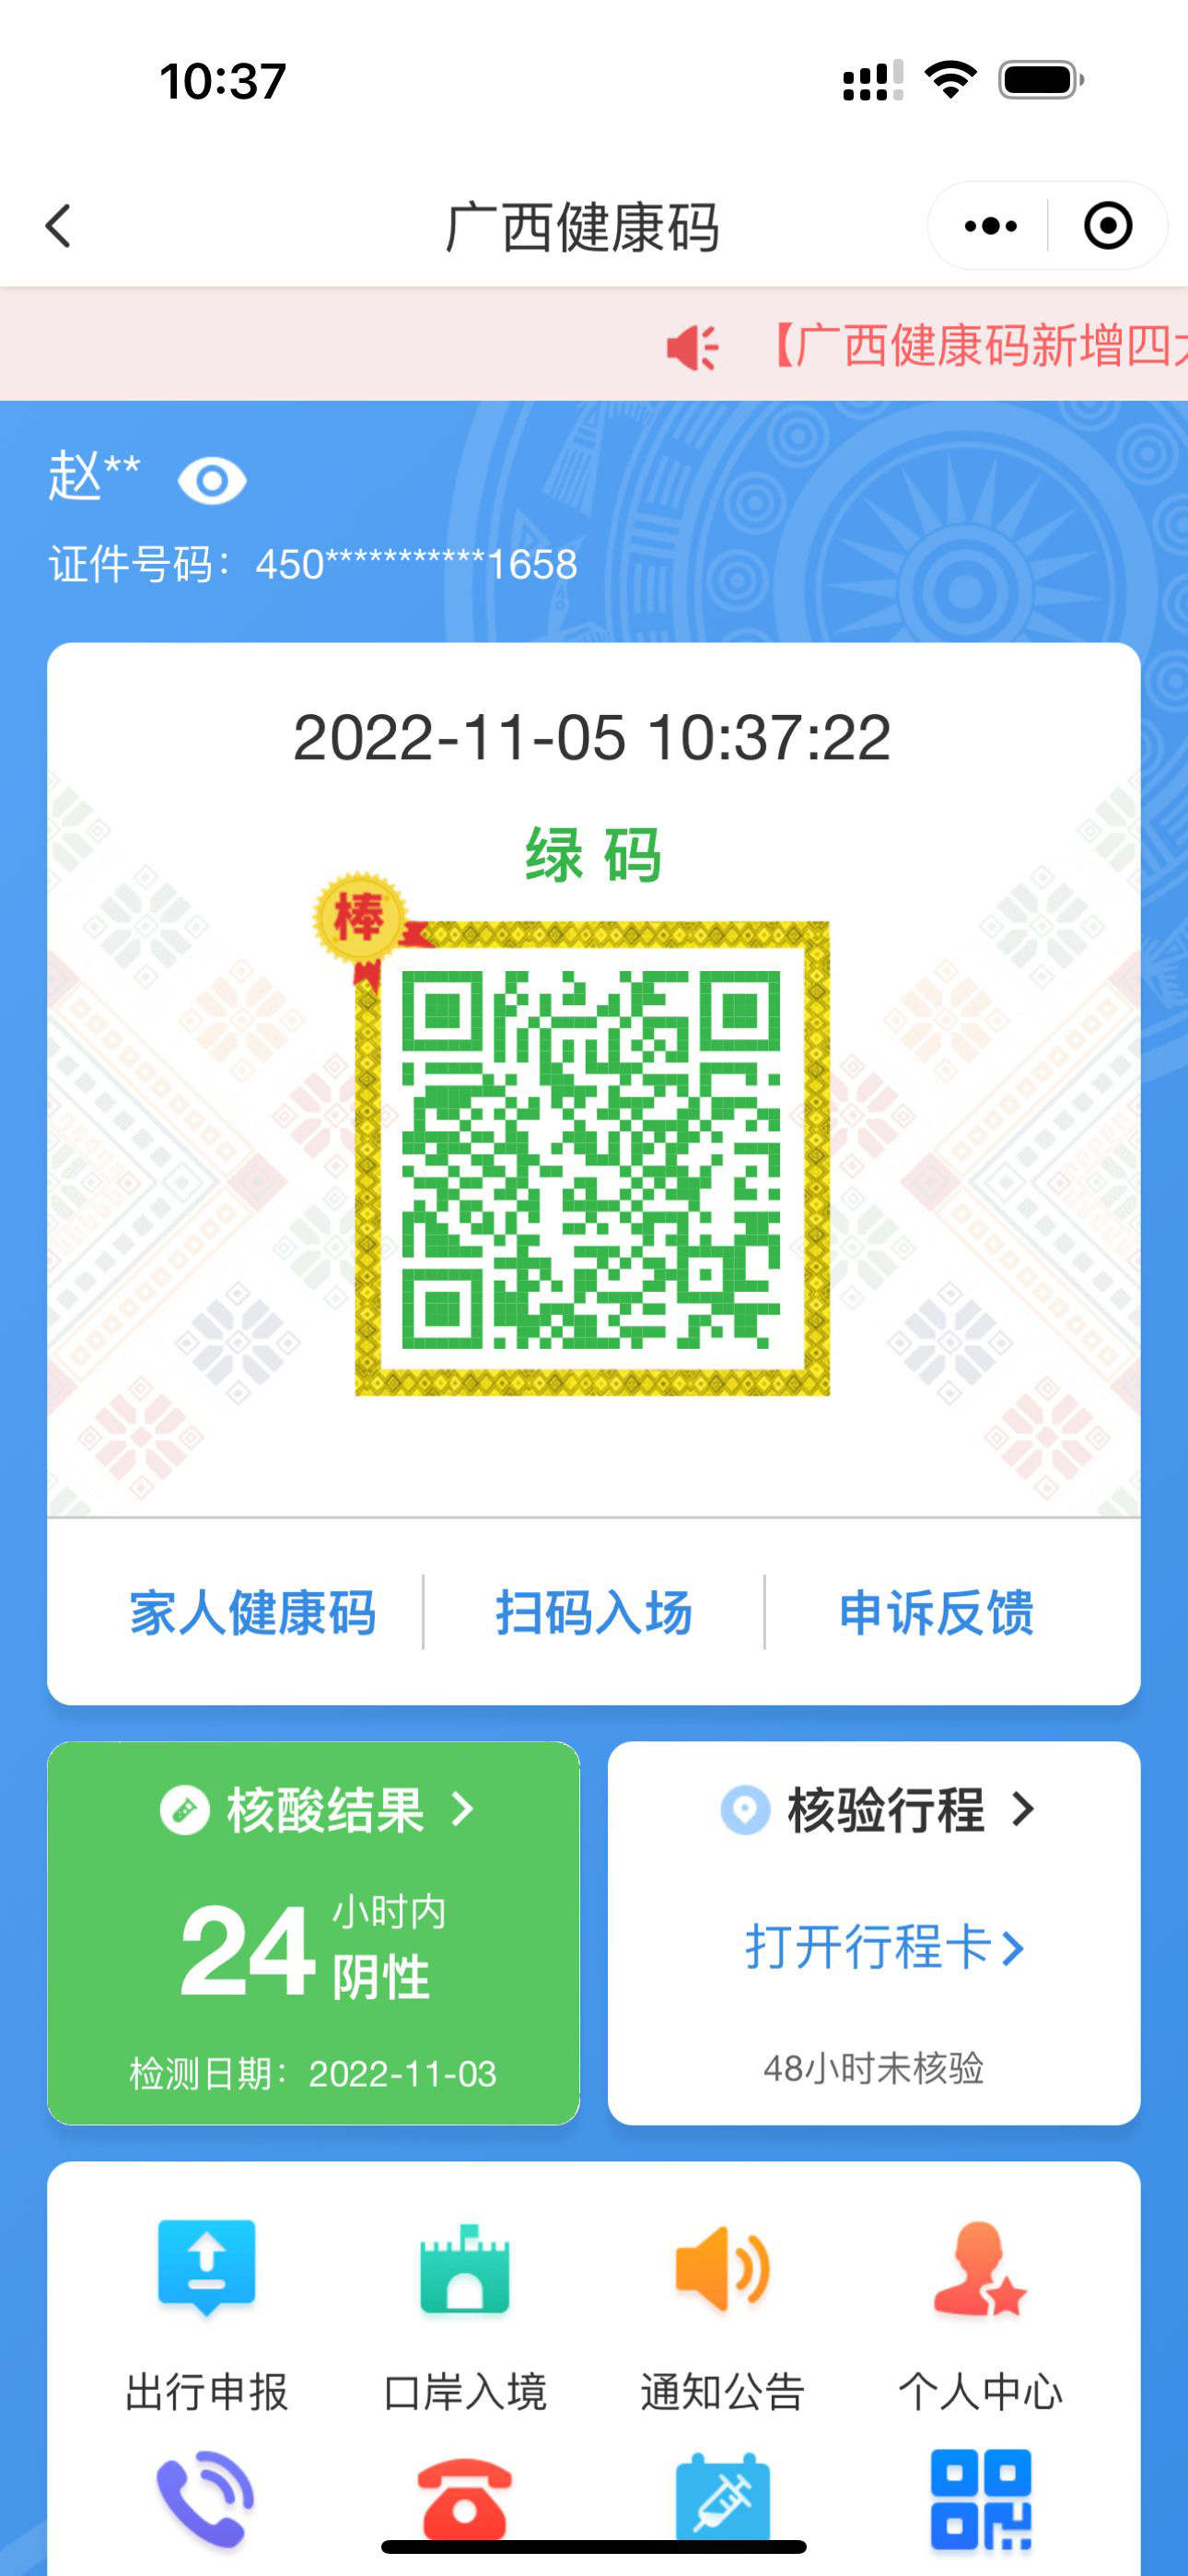 10:37
广西健康码
【广西健康码新增四大
赵**
证件号码：450***********1658
2022-11-05 10:37:22
绿 码
棒
家人健康码
扫码入场
申诉反馈
核酸结果
24
小时内
阴性
检测日期：2022-11-03
核验行程
打开行程卡
48小时未核验
出行申报
口岸入境
通知公告
个人中心